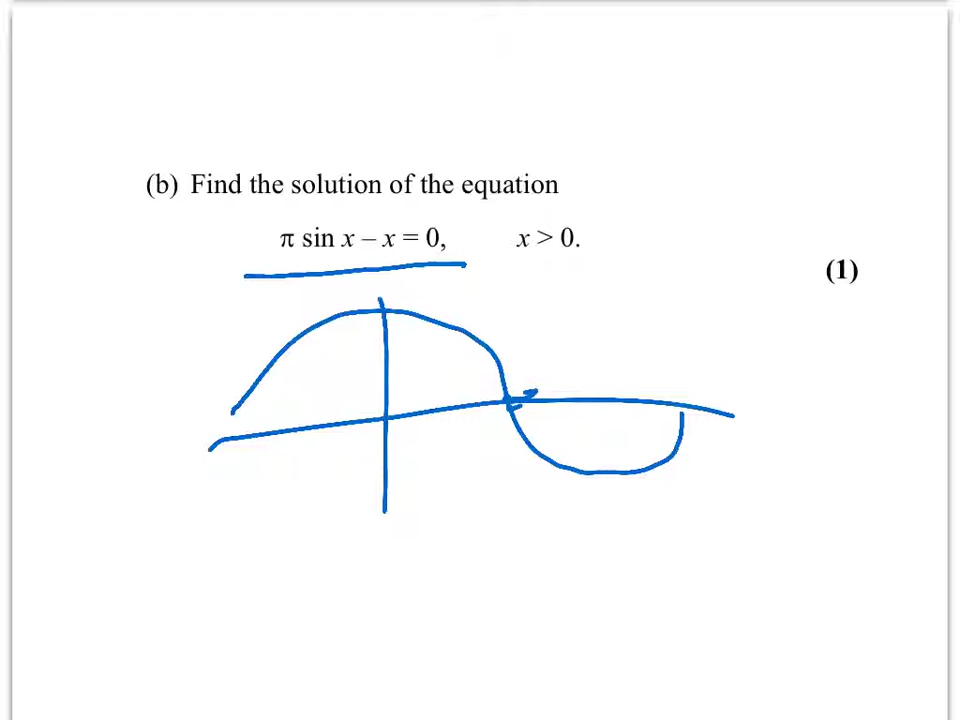 (b) Find the solution of the equation
π sin x – x = 0, x > 0.
(1)